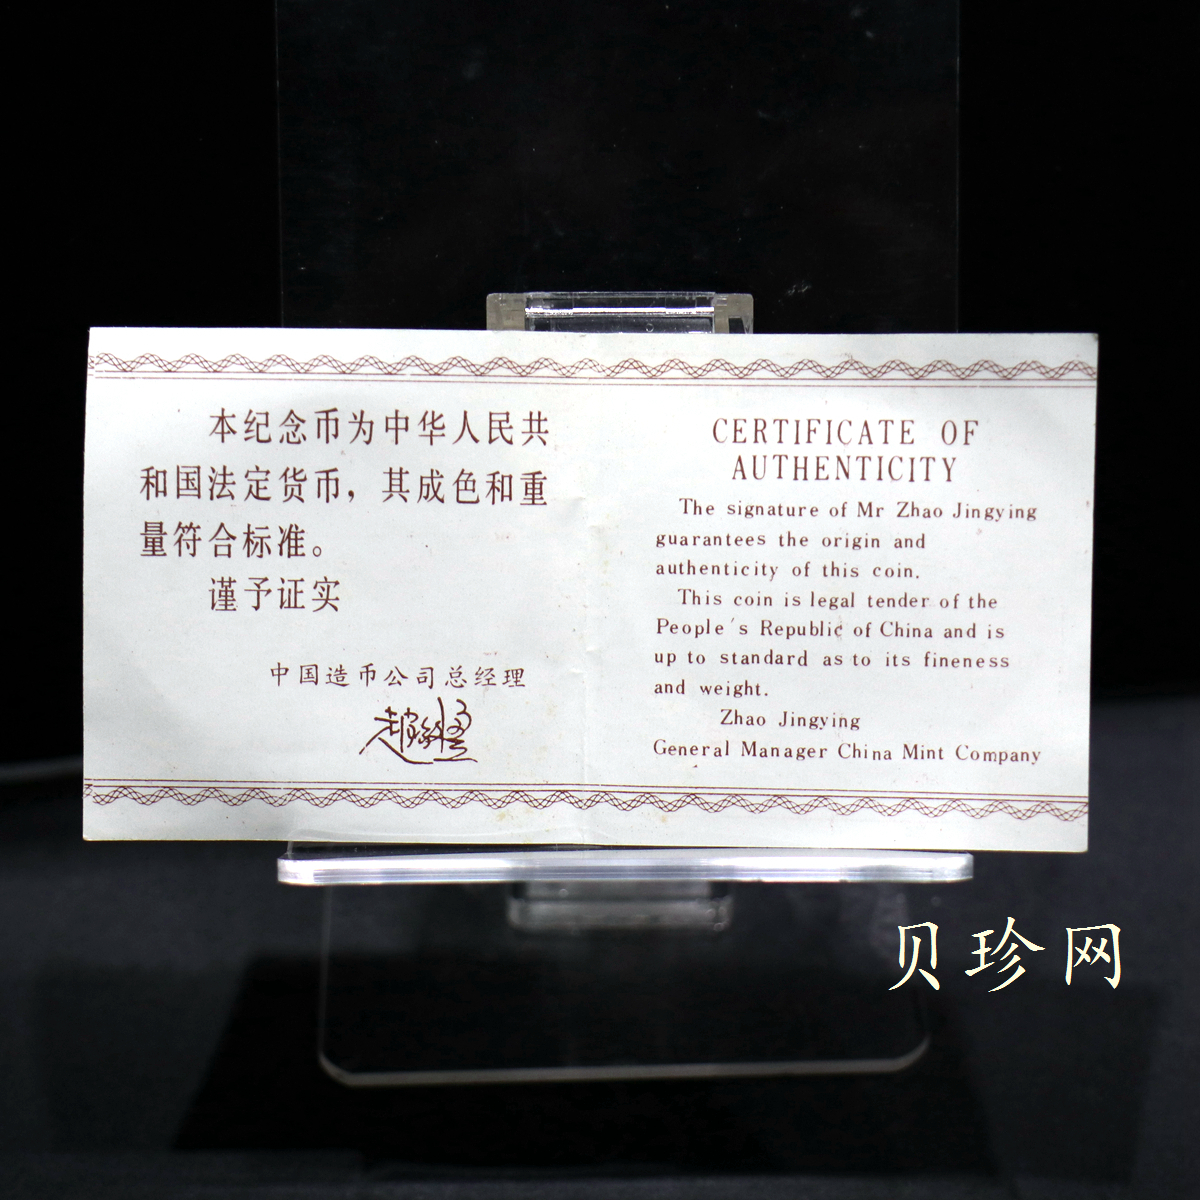 本纪念币为中华人民共
和国法定货币，其成色和重
量符合标准。
谨予证实
中国造币公司总经理
CERTIFICATE OF
AUTHENTICITY
The signature of Mr Zhao Jingying
guarantees the origin and
authenticity of this coin.
This coin is legal tender of the
People's Republic of China and is
up to standard as to its fineness
and weight.
Zhao Jingying
General Manager China Mint Company
贝珍网